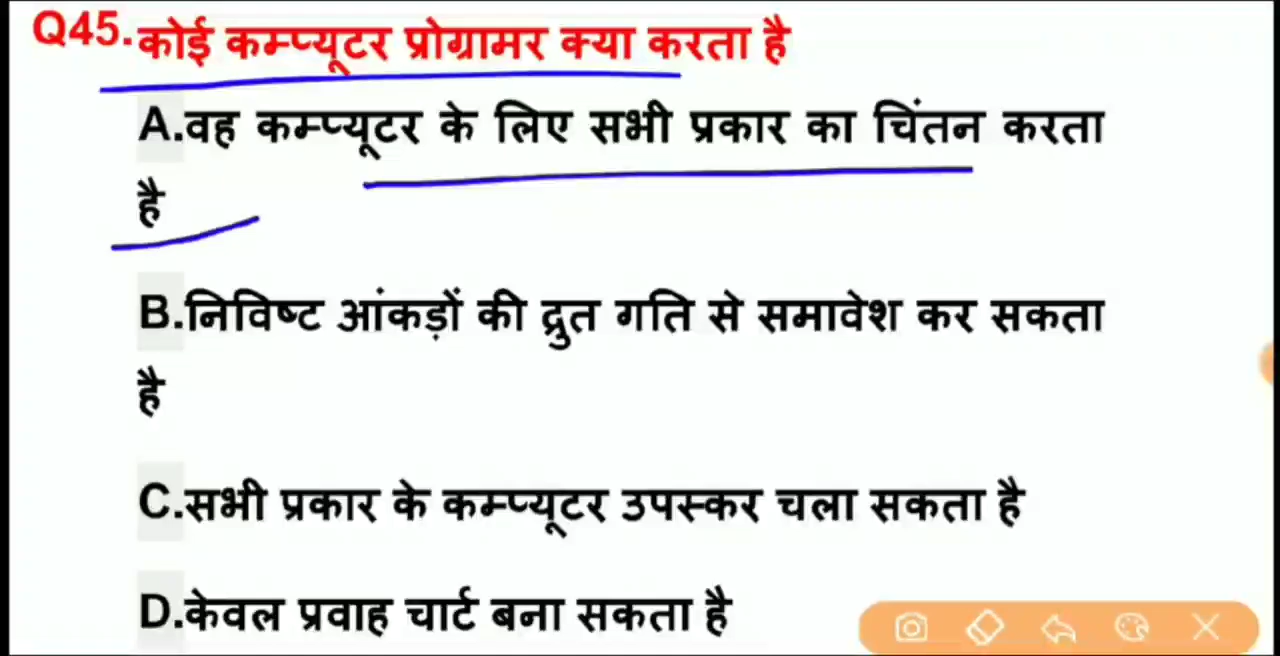 Q45.कोई कम्प्यूटर प्रोग्रामर क्या करता है
A.वह कम्प्यूटर के लिए सभी प्रकार का चिंतन करता
है
B.निविष्ट आंकड़ों की द्रुत गति से समावेश कर सकता
है
C.सभी प्रकार के कम्प्यूटर उपस्कर चला सकता है
D.केवल प्रवाह चार्ट बना सकता है